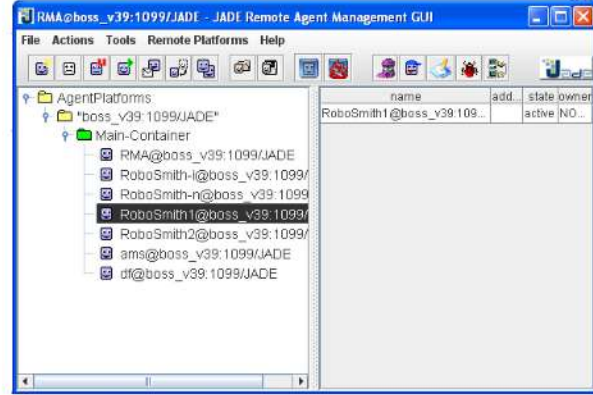 RMA@boss_v39:1099/JADE - JADE Remote Agent Management GUI
File Actions Tools Remote Platforms Help
Jade
AgentPlatforms
"boss_v39:1099/JADE"
Main-Container
RMA@boss_v39:1099/JADE
RoboSmith-i@boss_v39:1099/
RoboSmith-n@boss_v39:1099
RoboSmith1@boss_v39:1099/
RoboSmith2@boss_v39:1099/
ams@boss_v39:1099/JADE
df@boss_v39:1099/JADE
name add... state owner
RoboSmith1@boss_v39:109... active NO...